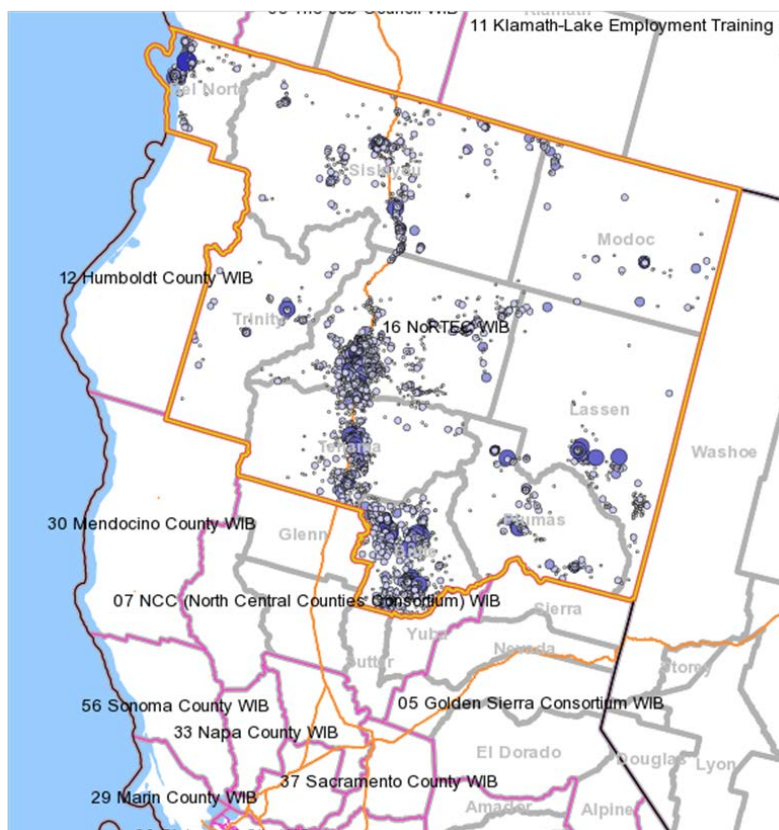 11 Klamath-Lake Employment Training
Del Norte
Siskiyou
Modoc
12 Humboldt County WIB
Trinity
16 NoRTEC WIB
Lassen
Tehama
Washoe
Plumas
30 Mendocino County WIB
Glenn
Butte
07 NCC (North Central Counties Consortium) WIB
Sierra
Yuba
Nevada
Sutter
Storey
56 Sonoma County WIB
05 Golden Sierra Consortium WIB
33 Napa County WIB
El Dorado
Douglas
Lyon
37 Sacramento County WIB
29 Marin County WIB
Amador
Alpine